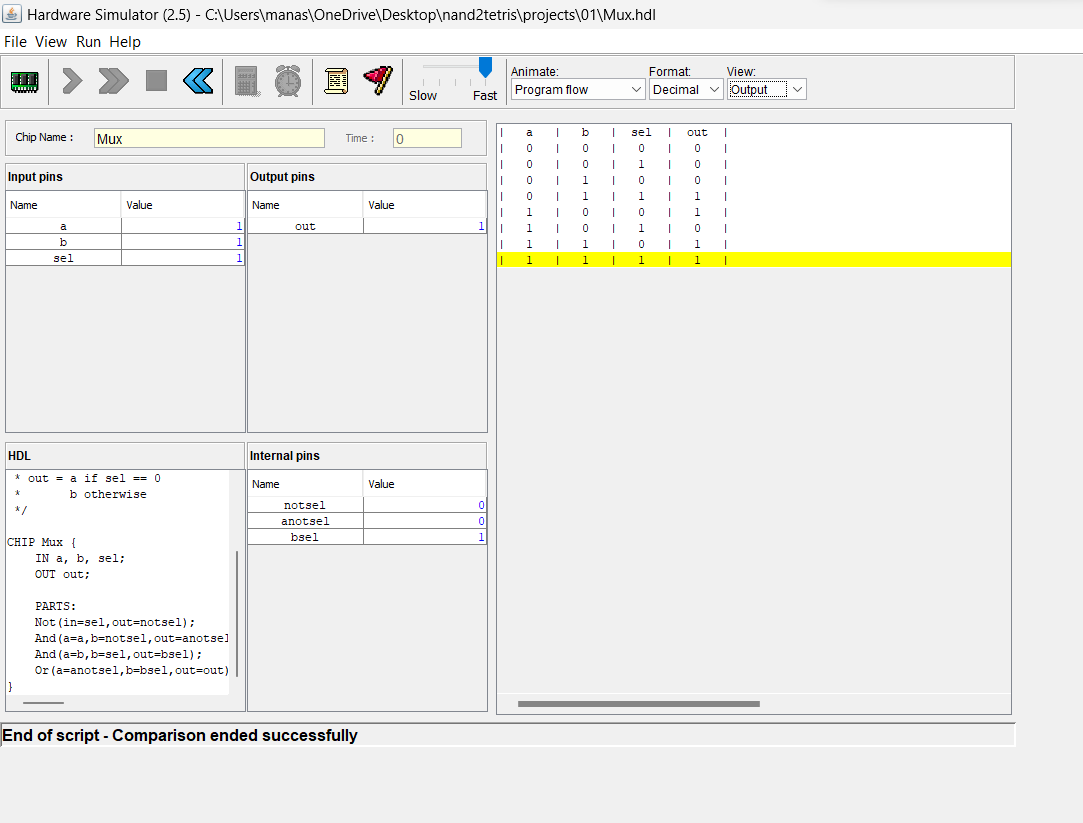 Hardware Simulator (2.5) - C:\Users\manas\OneDrive\Desktop\nand2tetris\projects\01\Mux.hdl
File View Run Help
Slow Fast
Animate: Format: View:
Program flow Decimal Output
Chip Name : Mux Time : 0
Input pins
Name Value
a 1
b 1
sel 1
Output pins
Name Value
out 1
HDL
* out = a if sel == 0
* b otherwise
*/
CHIP Mux {
IN a, b, sel;
OUT out;
PARTS:
Not(in=sel,out=notsel);
And(a=a,b=notsel,out=anotsel
And(a=b,b=sel,out=bsel);
Or(a=anotsel,b=bsel,out=out)
}
Internal pins
Name Value
notsel 0
anotsel 0
bsel 1
| a | b | sel | out |
| 0 | 0 | 0 | 0 |
| 0 | 0 | 1 | 0 |
| 0 | 1 | 0 | 0 |
| 0 | 1 | 1 | 1 |
| 1 | 0 | 0 | 1 |
| 1 | 0 | 1 | 0 |
| 1 | 1 | 0 | 1 |
| 1 | 1 | 1 | 1 |
End of script - Comparison ended successfully